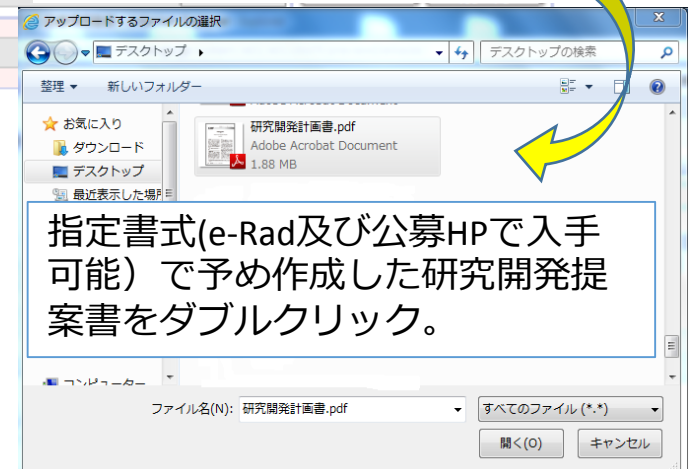 アップロードするファイルの選択
デスクトップ
デスクトップの検索
整理
新しいフォルダー
お気に入り
ダウンロード
デスクトップ
最近表示した場所
研究開発計画書.pdf
Adobe Acrobat Document
1.88 MB
指定書式(e-Rad及び公募HPで入手
可能）で予め作成した研究開発提
案書をダブルクリック。
コンピューター
ファイル名(N): 研究開発計画書.pdf
すべてのファイル (*.*)
開く(O)
キャンセル